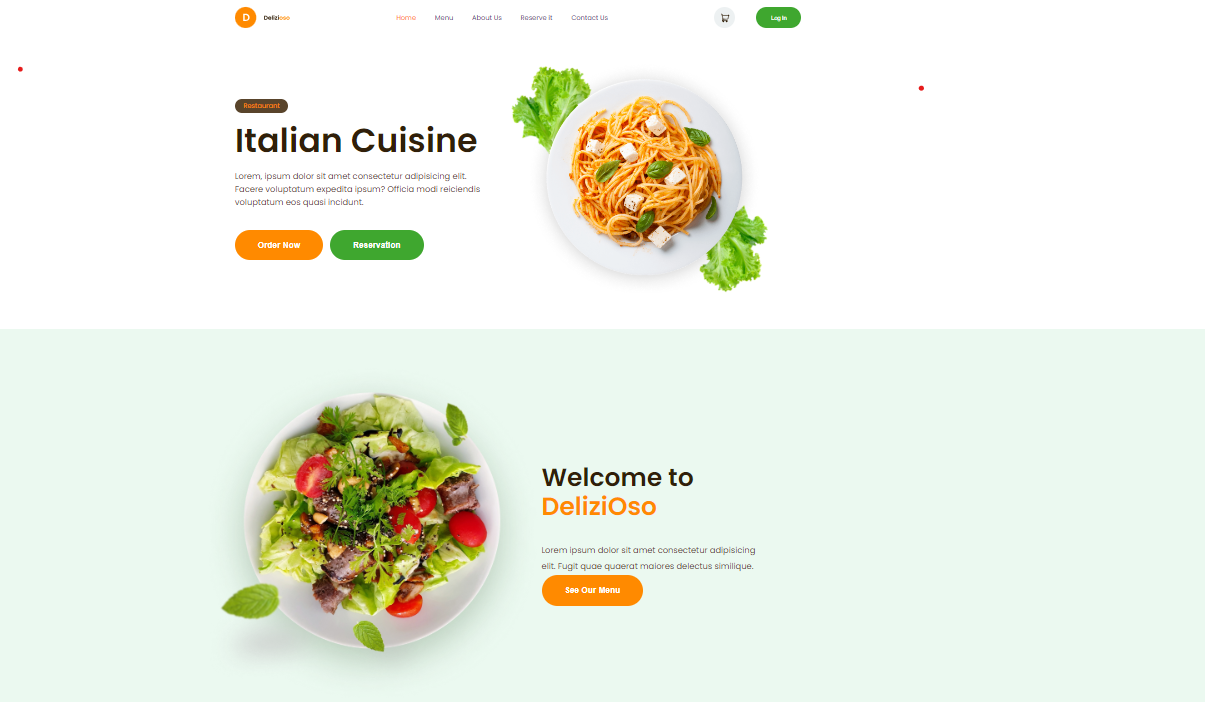 D Delizioso Home Menu About Us Reserve it Contact Us Log In
Restaurant
Italian Cuisine
Lorem, ipsum dolor sit amet consectetur adipisicing elit.
Facere voluptatum expedita ipsum? Officia modi reiciendis
voluptatum eos quasi incidunt.
Order Now Reservation
Welcome to
DeliziOso
Lorem ipsum dolor sit amet consectetur adipisicing
elit. Fugit quae quaerat maiores delectus similique.
See Our Menu